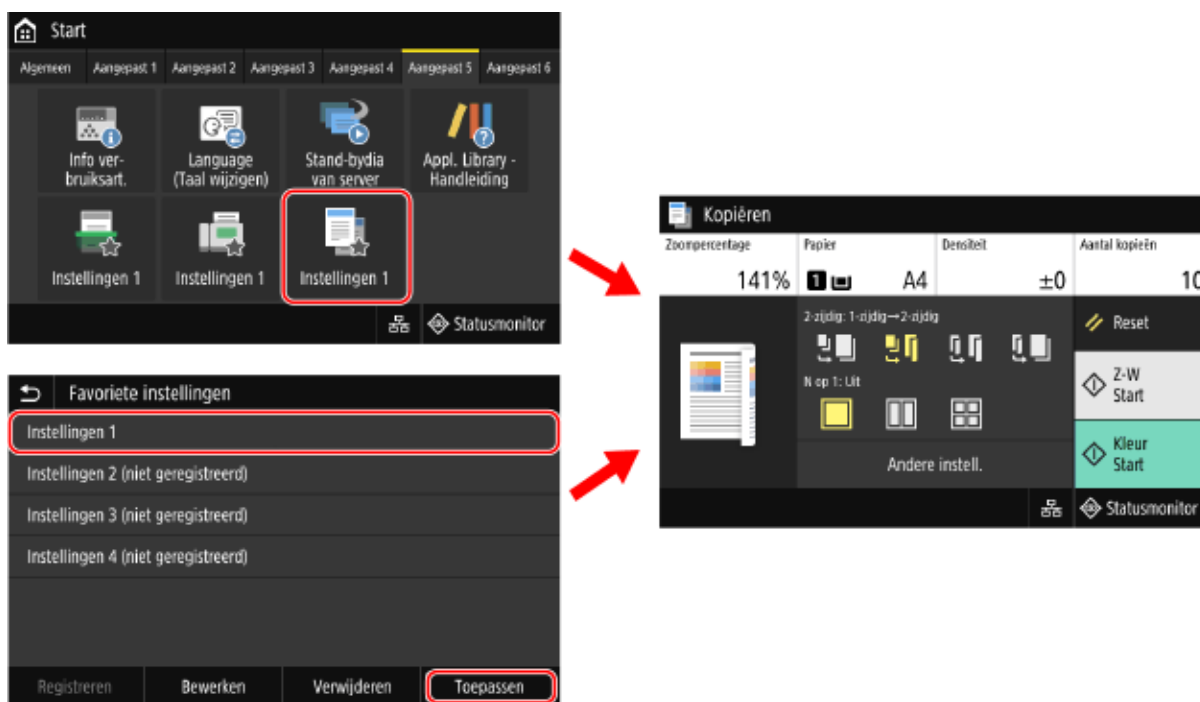 Start
Algemeen Aangepast 1 Aangepast 2 Aangepast 3 Aangepast 4 Aangepast 5 Aangepast 6
Info ver-
bruiksart.
Language
(Taal wijzigen)
Stand-bydia
van server
Appl. Library -
Handleiding
Instellingen 1
Instellingen 1
Instellingen 1
Statusmonitor
Favoriete instellingen
Instellingen 1
Instellingen 2 (niet geregistreerd)
Instellingen 3 (niet geregistreerd)
Instellingen 4 (niet geregistreerd)
Registreren Bewerken Verwijderen Toepassen
Kopiëren
Zoompercentage Papier Densiteit Aantal kopieën
141% 1 A4 ±0 10
2-zijdig: 1-zijdig→2-zijdig
N op 1: Uit
Andere instell.
Reset
Z-W
Start
Kleur
Start
Statusmonitor